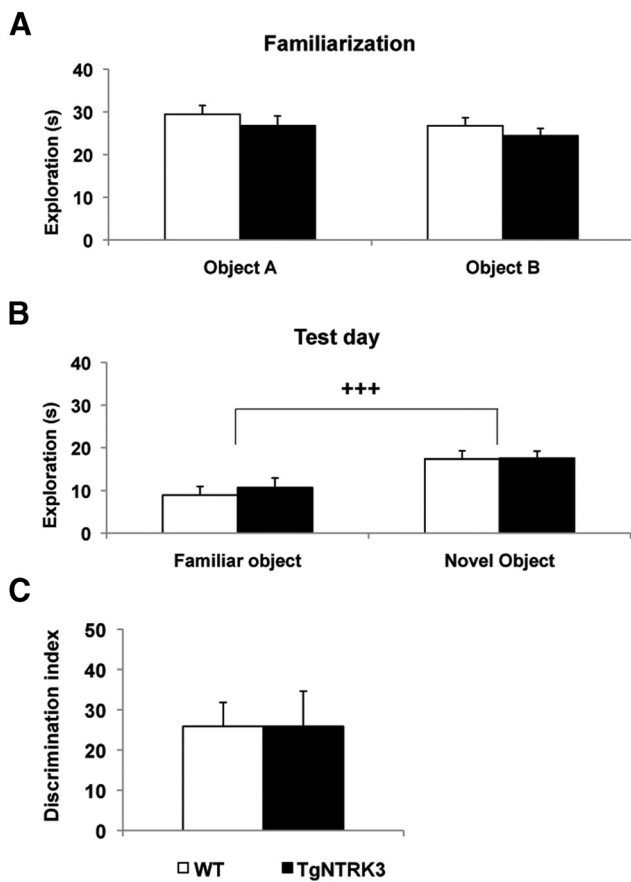 A
Familiarization
40
30
20
10
0
Exploration (s)
Object A Object B
B
Test day
40
30
20
10
0
Exploration (s)
+++
Familiar object Novel Object
C
50
40
30
20
10
0
Discrimination index
WT TgNTRK3